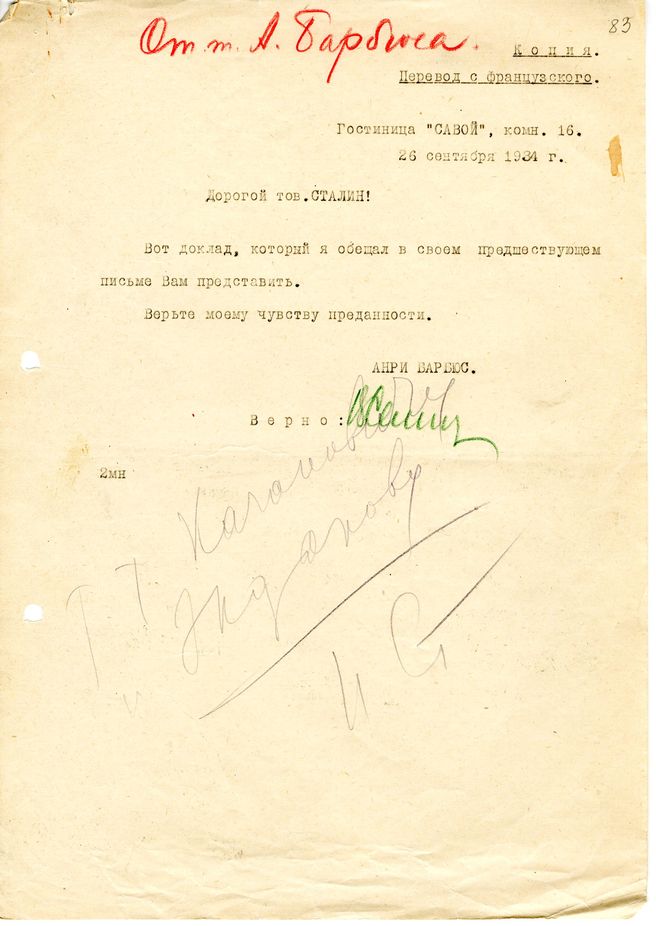 От т. А. Барбюса.
83
Копия.
Перевод с французского.
Гостиница "САВОЙ", комн. 16.
26 сентября 1934 г.
Дорогой тов.СТАЛИН!
Вот доклад, который я обещал в своем предшествующем
письме Вам представить.
Верьте моему чувству преданности.
АНРИ БАРБЮС.
Верно:
2мн
Т т Кагановичу
и Жданову
И Ст